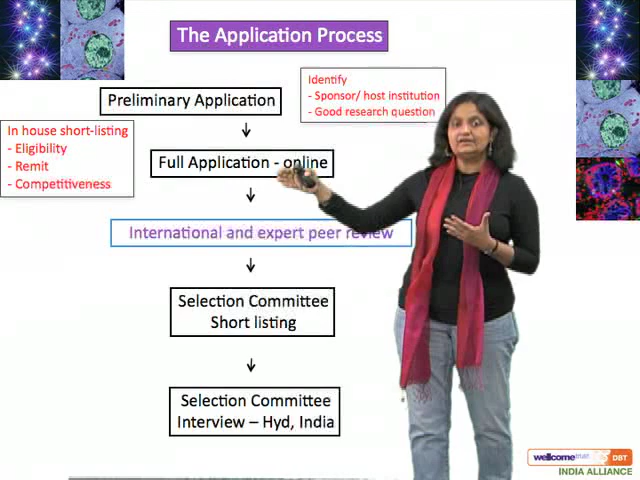 The Application Process
Identify
- Sponsor/ host institution
- Good research question
Preliminary Application
In house short-listing
- Eligibility
- Remit
- Competitiveness
Full Application - online
International and expert peer review
Selection Committee
Short listing
Selection Committee
Interview – Hyd, India
wellcome trust DBT
INDIA ALLIANCE